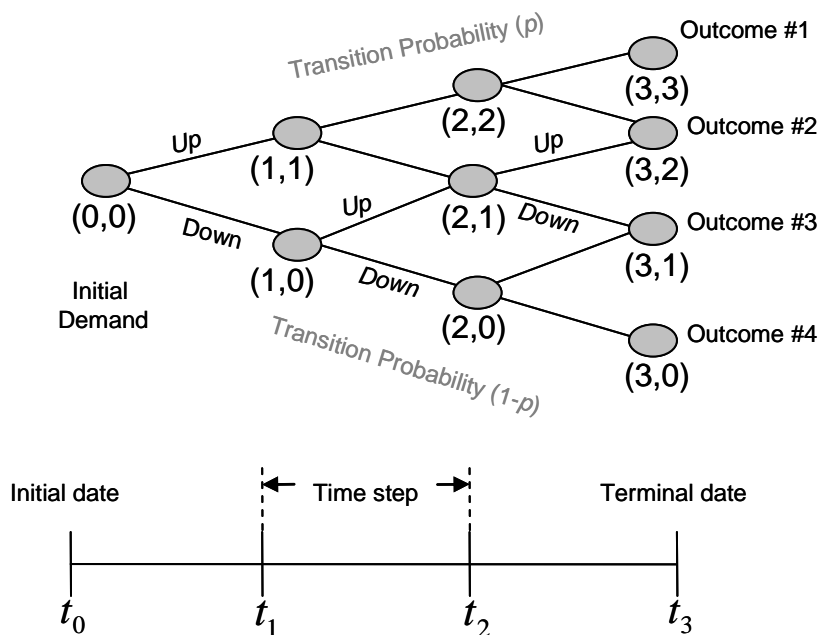 Transition Probability (p)
Outcome #1
(3,3)
(2,2)
Up
Up
Outcome #2
(1,1)
(3,2)
(0,0)
Up
(2,1)
Down
Outcome #3
Down
(1,0)
Down
(3,1)
Initial
Demand
(2,0)
Transition Probability (1-p)
Outcome #4
(3,0)
Initial date
Time step
Terminal date
t0
t1
t2
t3